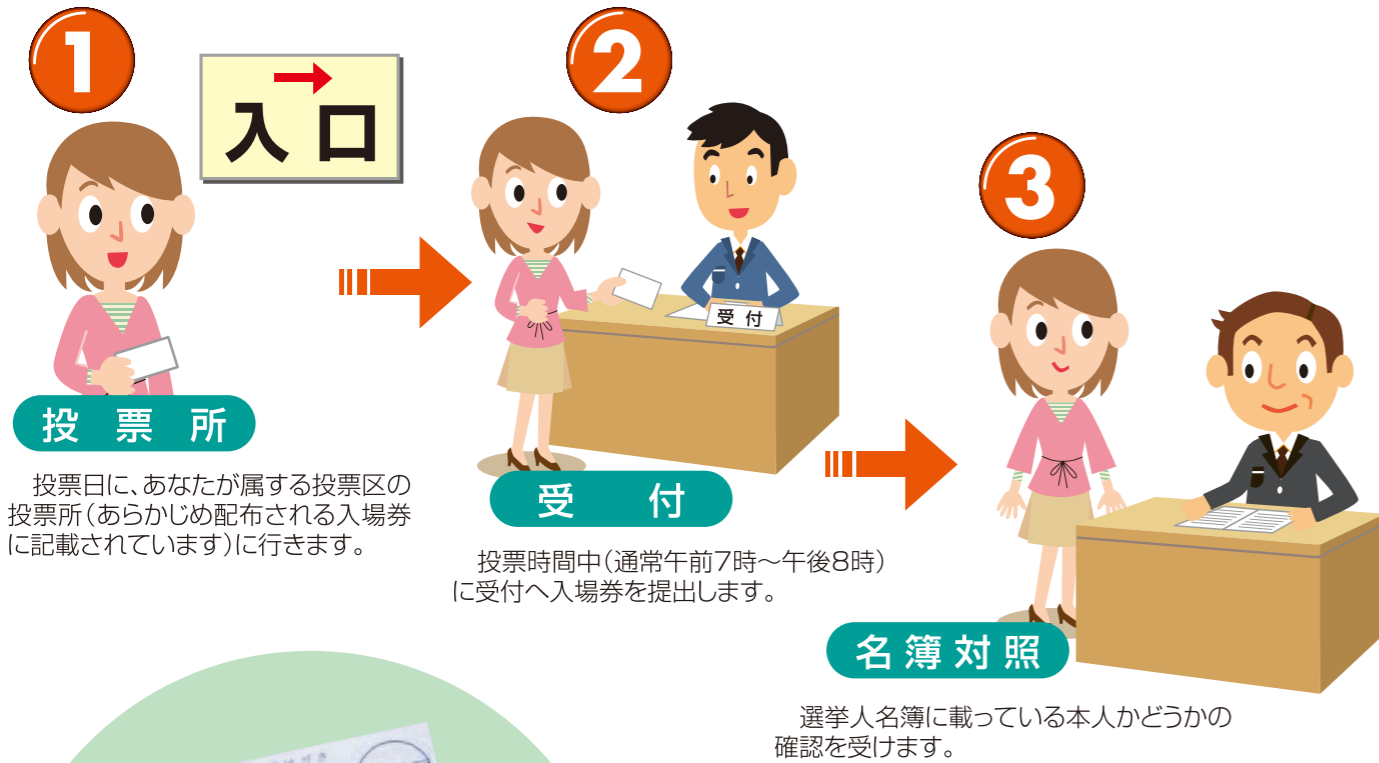 1
→
入口
投票所
投票日に、あなたが属する投票区の
投票所(あらかじめ配布される入場券
に記載されています)に行きます。
2
受付
受付
投票時間中(通常午前7時〜午後8時)
に受付へ入場券を提出します。
3
名簿対照
選挙人名簿に載っている本人かどうかの
確認を受けます。